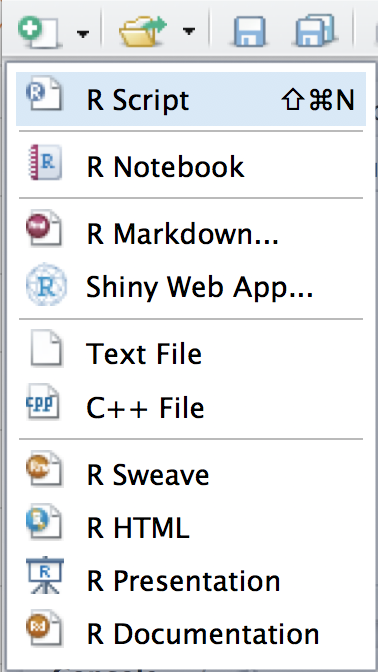 R Script ⇧⌘N
R Notebook
R Markdown...
Shiny Web App...
Text File
C++ File
R Sweave
R HTML
R Presentation
R Documentation